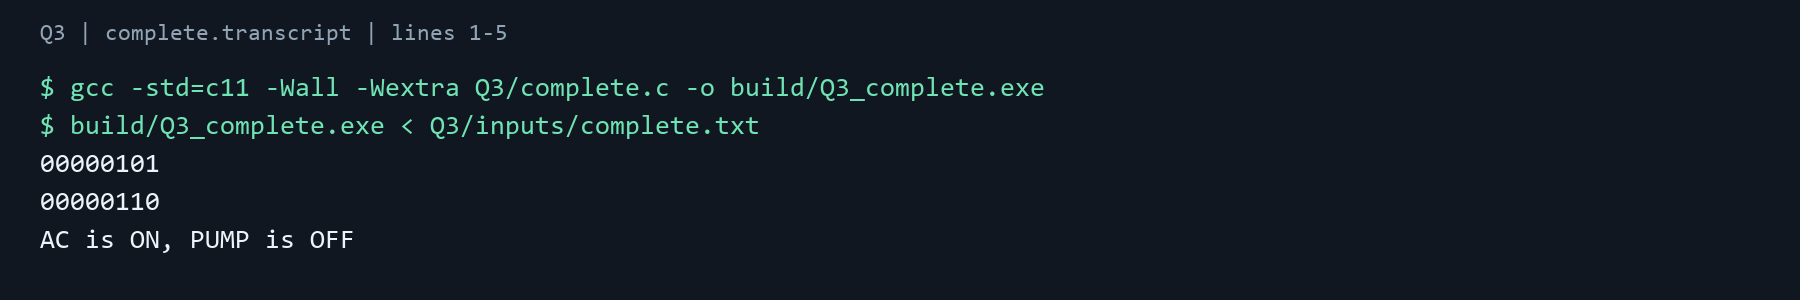 Q3 | complete.transcript | lines 1-5
$ gcc -std=c11 -Wall -Wextra Q3/complete.c -o build/Q3_complete.exe
$ build/Q3_complete.exe < Q3/inputs/complete.txt
00000101
00000110
AC is ON, PUMP is OFF